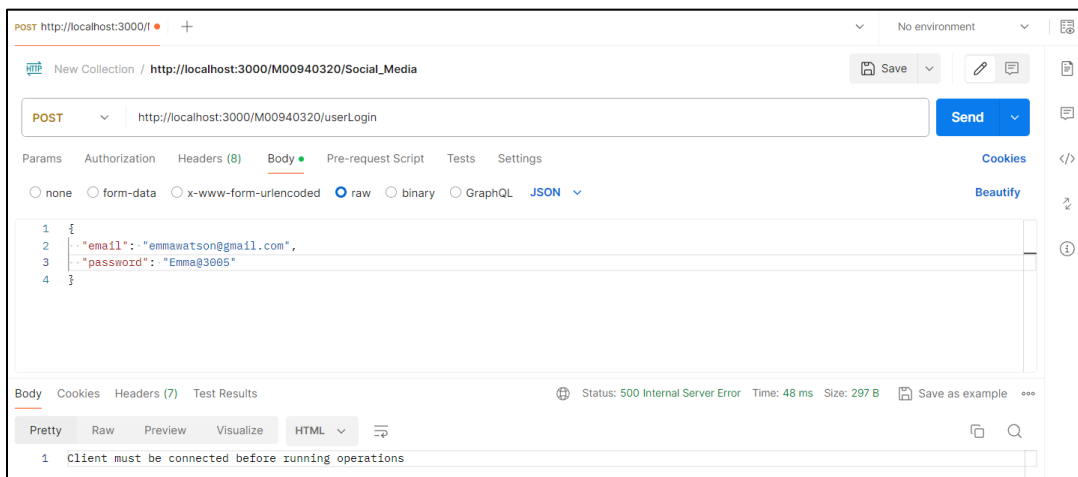 POST http://localhost:3000/I
No environment
HTTP New Collection / http://localhost:3000/M00940320/Social_Media
Save
POST http://localhost:3000/M00940320/userLogin Send
Params Authorization Headers (8) Body Pre-request Script Tests Settings Cookies
none form-data x-www-form-urlencoded raw binary GraphQL JSON Beautify
1 {
2 "email": "emmawatson@gmail.com",
3 "password": "Emma@3005"
4 }
Body Cookies Headers (7) Test Results Status: 500 Internal Server Error Time: 48 ms Size: 297 B Save as example
Pretty Raw Preview Visualize HTML
1 Client must be connected before running operations